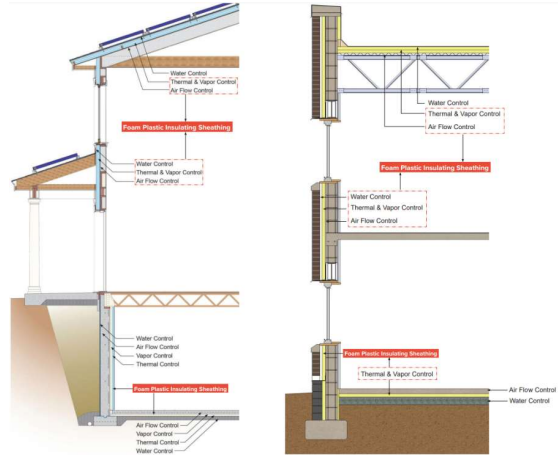 Water Control
Thermal & Vapor Control
Air Flow Control
Foam Plastic Insulating Sheathing
Water Control
Thermal & Vapor Control
Air Flow Control
Water Control
Air Flow Control
Vapor Control
Thermal Control
Foam Plastic Insulating Sheathing
Air Flow Control
Vapor Control
Thermal Control
Water Control
Water Control
Thermal & Vapor Control
Air Flow Control
Foam Plastic Insulating Sheathing
Water Control
Thermal & Vapor Control
Air Flow Control
Foam Plastic Insulating Sheathing
Thermal & Vapor Control
Air Flow Control
Water Control